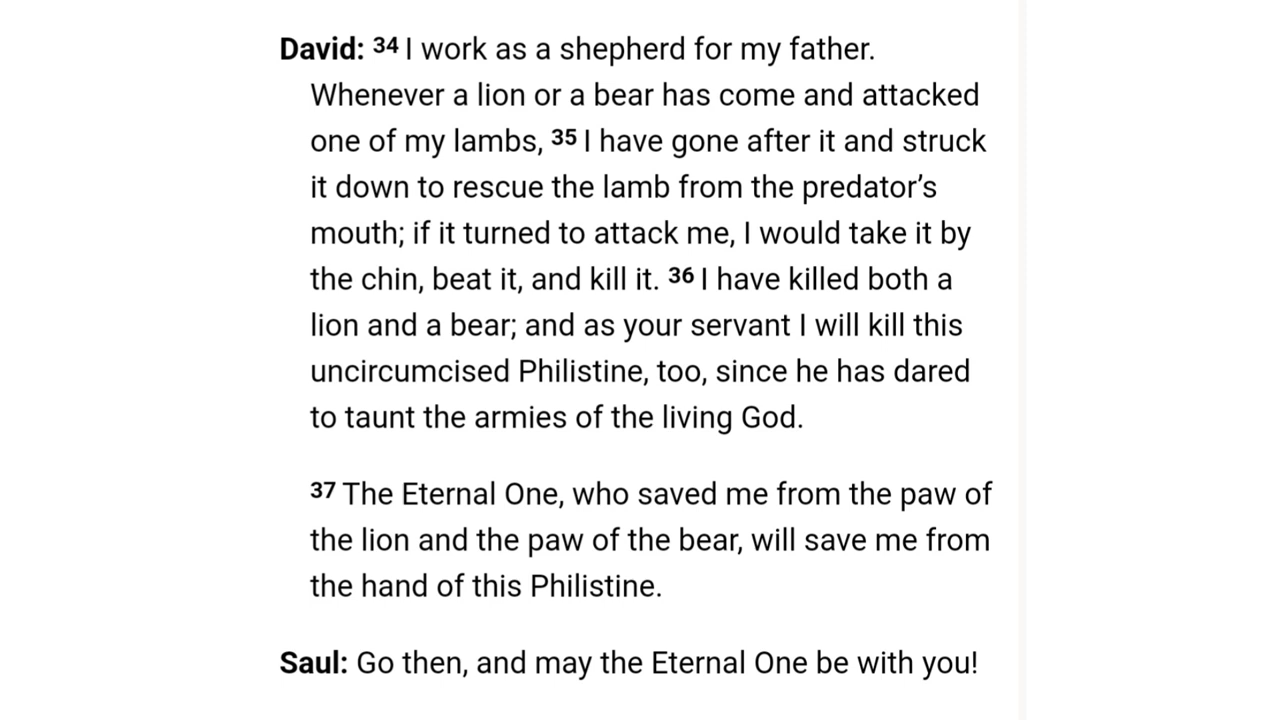 David: 34 I work as a shepherd for my father.
Whenever a lion or a bear has come and attacked
one of my lambs, 35 I have gone after it and struck
it down to rescue the lamb from the predator’s
mouth; if it turned to attack me, I would take it by
the chin, beat it, and kill it. 36 I have killed both a
lion and a bear; and as your servant I will kill this
uncircumcised Philistine, too, since he has dared
to taunt the armies of the living God.
37 The Eternal One, who saved me from the paw of
the lion and the paw of the bear, will save me from
the hand of this Philistine.
Saul: Go then, and may the Eternal One be with you!